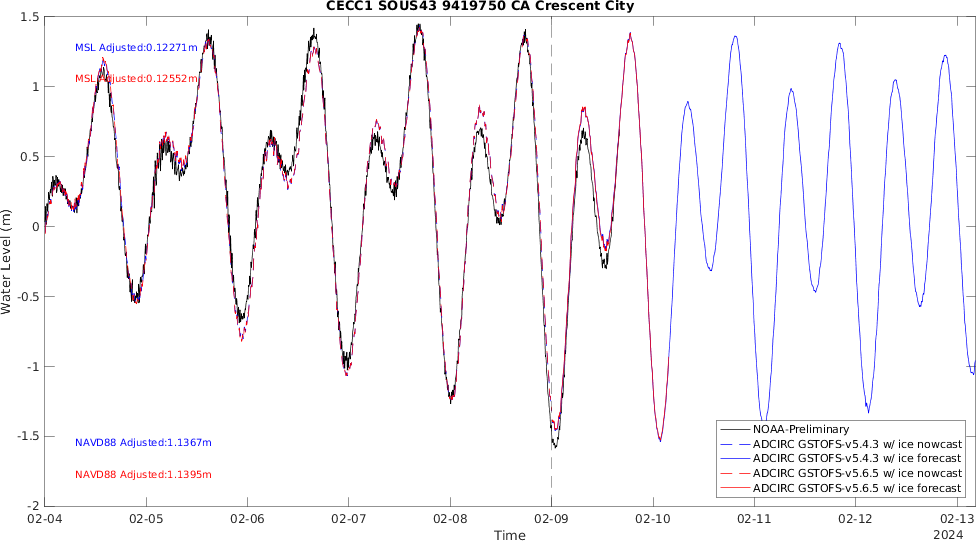 CECC1 SOUS43 9419750 CA Crescent City
1.5
1
0.5
0
-0.5
-1
-1.5
-2
Water Level (m)
MSL Adjusted:0.12271m
MSL Adjusted:0.12552m
NAVD88 Adjusted:1.1367m
NAVD88 Adjusted:1.1395m
NOAA-Preliminary
ADCIRC GSTOFS-v5.4.3 w/ ice nowcast
ADCIRC GSTOFS-v5.4.3 w/ ice forecast
ADCIRC GSTOFS-v5.6.5 w/ ice nowcast
ADCIRC GSTOFS-v5.6.5 w/ ice forecast
02-04 02-05 02-06 02-07 02-08 02-09 02-10 02-11 02-12 02-13
Time
2024